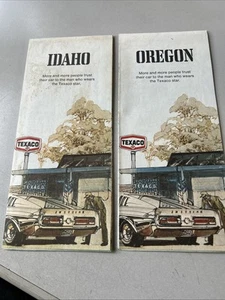 IDAHO
More and more people trust
their car to the man who wears
the Texaco star.
TEXACO
TEXACO
OREGON
More and more people trust
their car to the man who wears
the Texaco star.
TEXACO